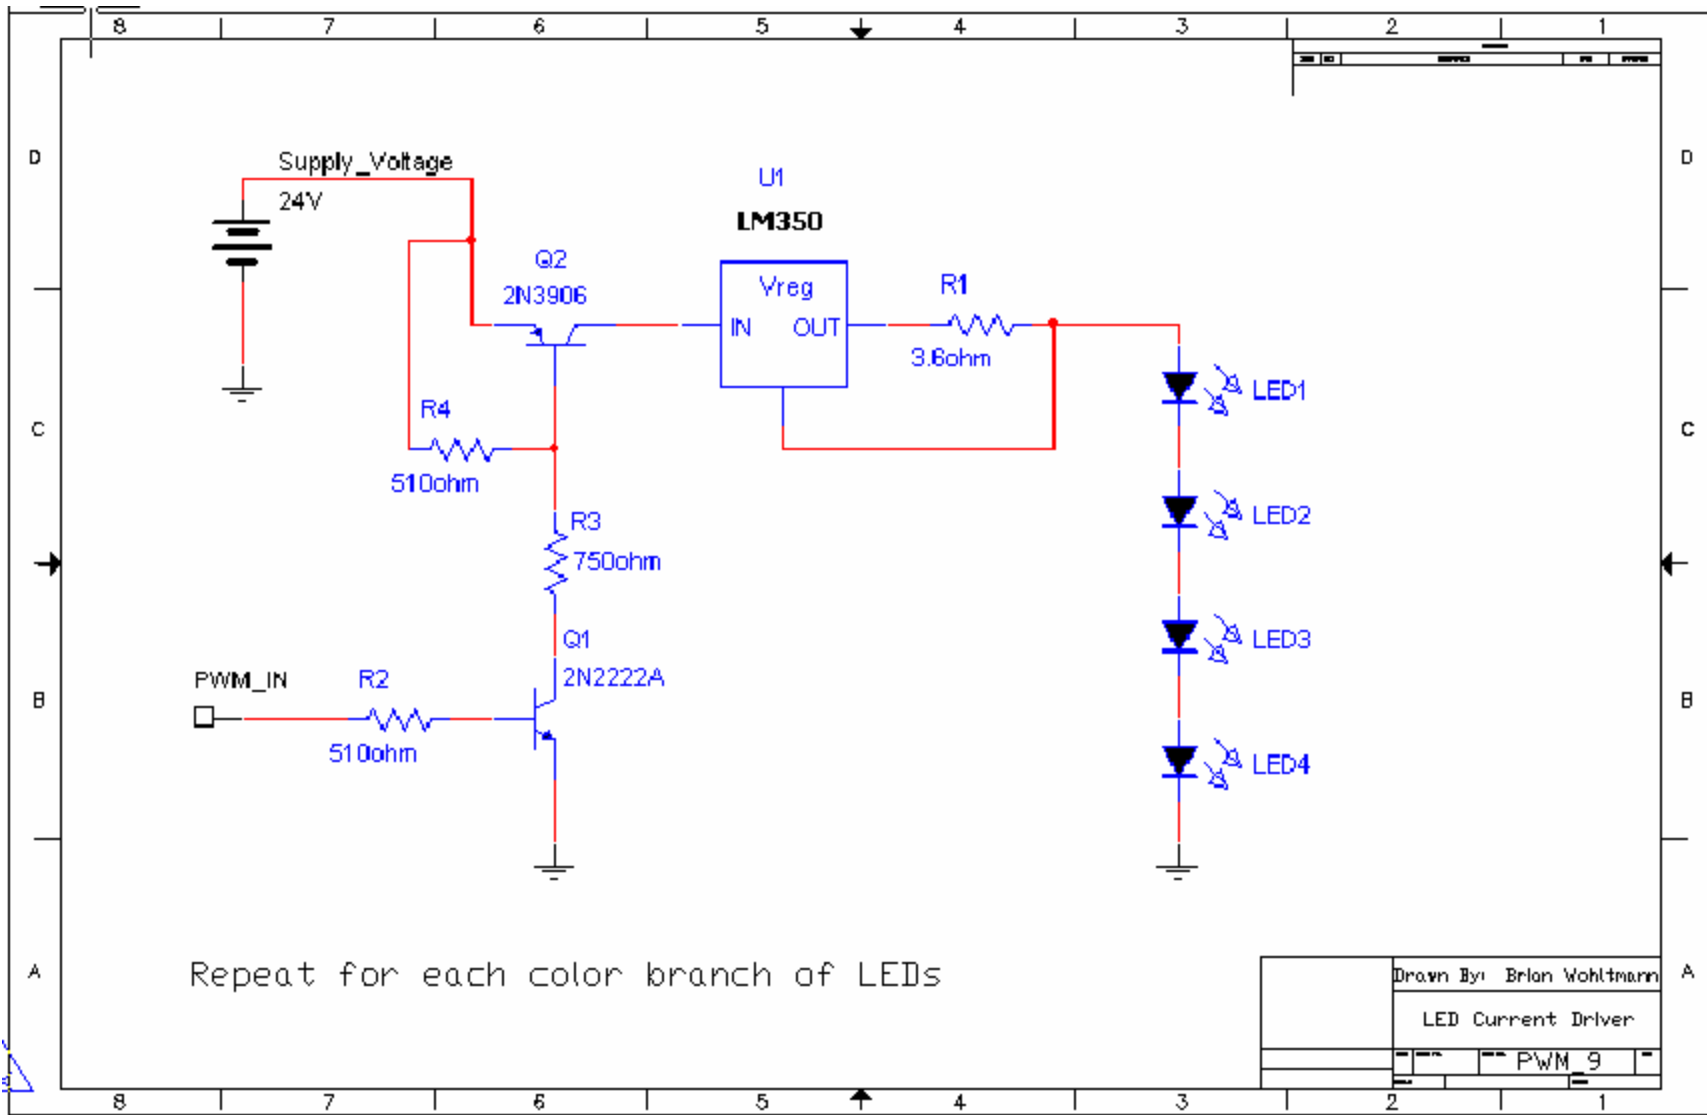 8 7 6 5 4 3 2 1
D D
Supply_Voltage
24V
U1
LM350
Q2
2N3906
Vreg
IN OUT
R1
3.6ohm
LED1
C C
R4
510ohm
LED2
R3
750ohm
Q1
2N2222A
LED3
PWM_IN
R2
510ohm
B B
LED4
A A
Repeat for each color branch of LEDs
Drawn By: Brian Wohltmann
LED Current Driver
PWM_9
8 7 6 5 4 3 2 1